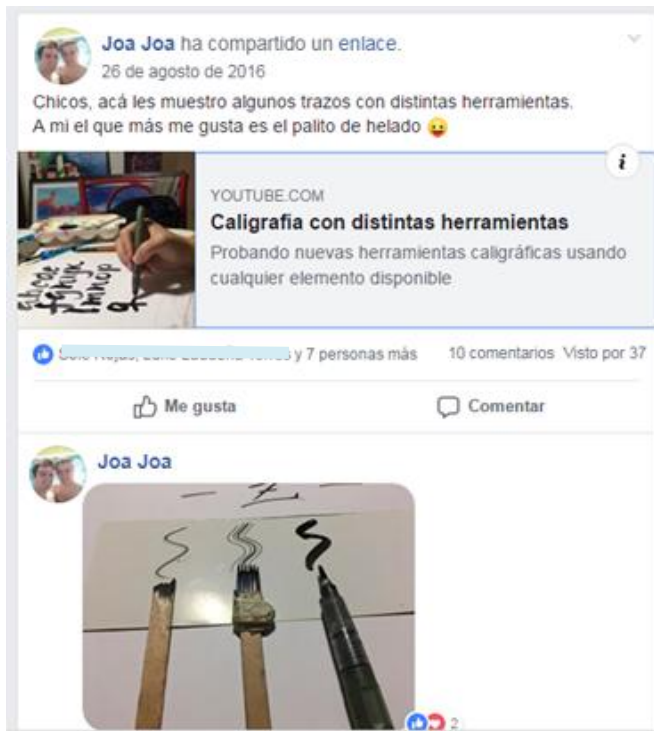 Joa Joa ha compartido un enlace.
26 de agosto de 2016
Chicos, acá les muestro algunos trazos con distintas herramientas.
A mi el que más me gusta es el palito de helado 😛
i
YOUTUBE.COM
Caligrafia con distintas herramientas
Probando nuevas herramientas caligráficas usando
cualquier elemento disponible
y 7 personas más 10 comentarios Visto por 37
Me gusta Comentar
Joa Joa
2